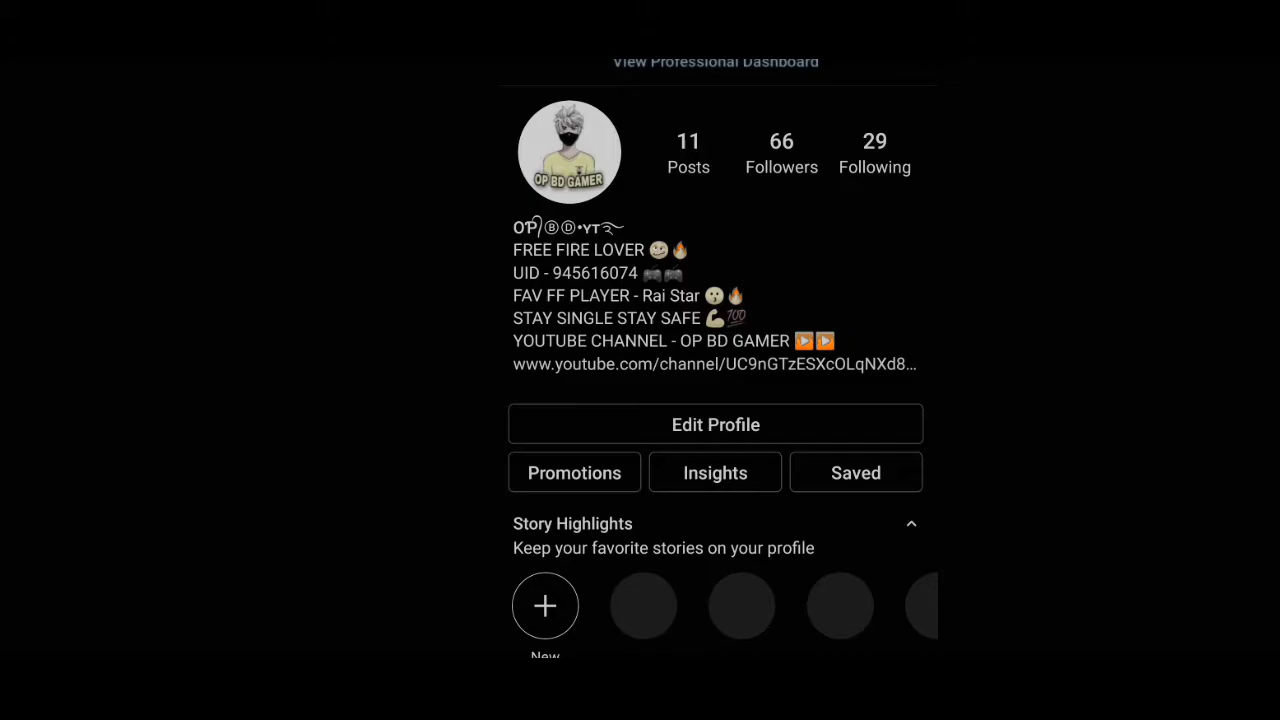 View Professional Dashboard
OP BD GAMER
11
Posts
66
Followers
29
Following
OƤ᭄ⒷⒹ•ʏᴛ࿐
FREE FIRE LOVER 🥴🔥
UID - 945616074 🎮🎮
FAV FF PLAYER - Rai Star 😗🔥
STAY SINGLE STAY SAFE 💪💯
YOUTUBE CHANNEL - OP BD GAMER ▶️▶️
www.youtube.com/channel/UC9nGTzESXcOLqNXd8...
Edit Profile
Promotions
Insights
Saved
Story Highlights
Keep your favorite stories on your profile
New